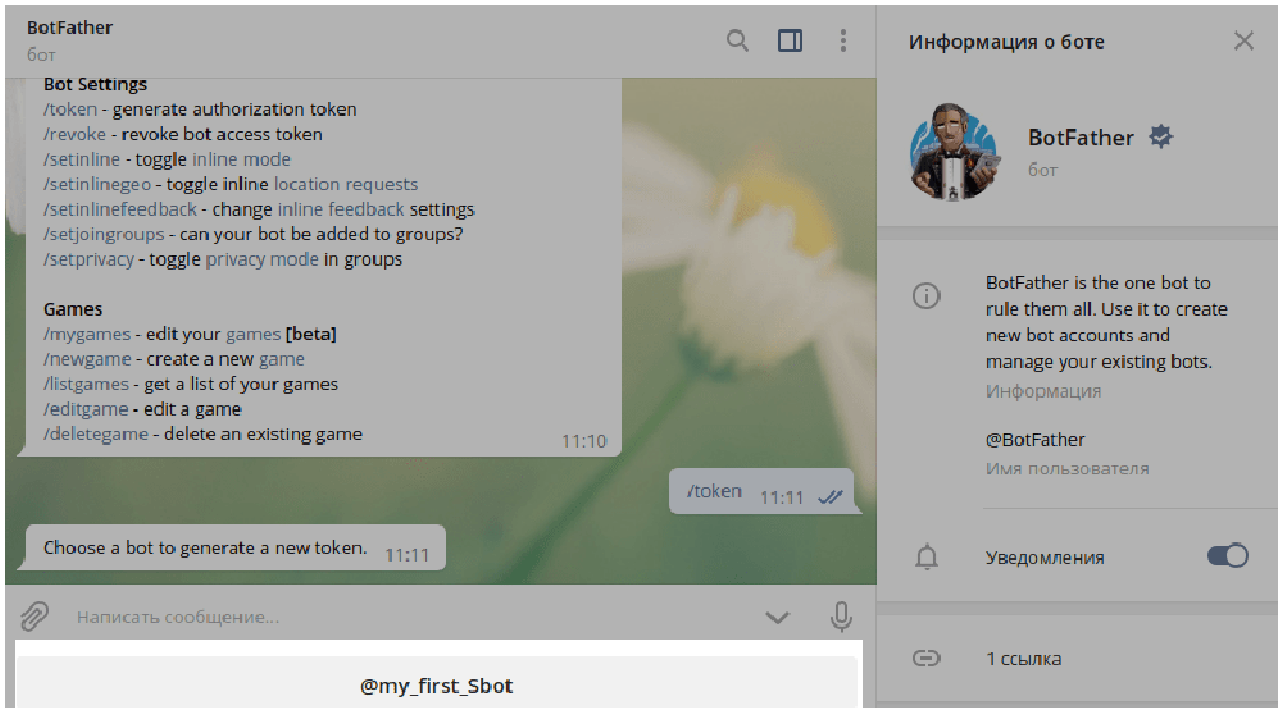 BotFather
бот
Bot Settings
/token - generate authorization token
/revoke - revoke bot access token
/setinline - toggle inline mode
/setinlinegeo - toggle inline location requests
/setinlinefeedback - change inline feedback settings
/setjoingroups - can your bot be added to groups?
/setprivacy - toggle privacy mode in groups
Games
/mygames - edit your games [beta]
/newgame - create a new game
/listgames - get a list of your games
/editgame - edit a game
/deletegame - delete an existing game
11:10
/token 11:11
Choose a bot to generate a new token. 11:11
Написать сообщение...
@my_first_Sbot
Информация о боте
BotFather
бот
BotFather is the one bot to
rule them all. Use it to create
new bot accounts and
manage your existing bots.
Информация
@BotFather
Имя пользователя
Уведомления
1 ссылка